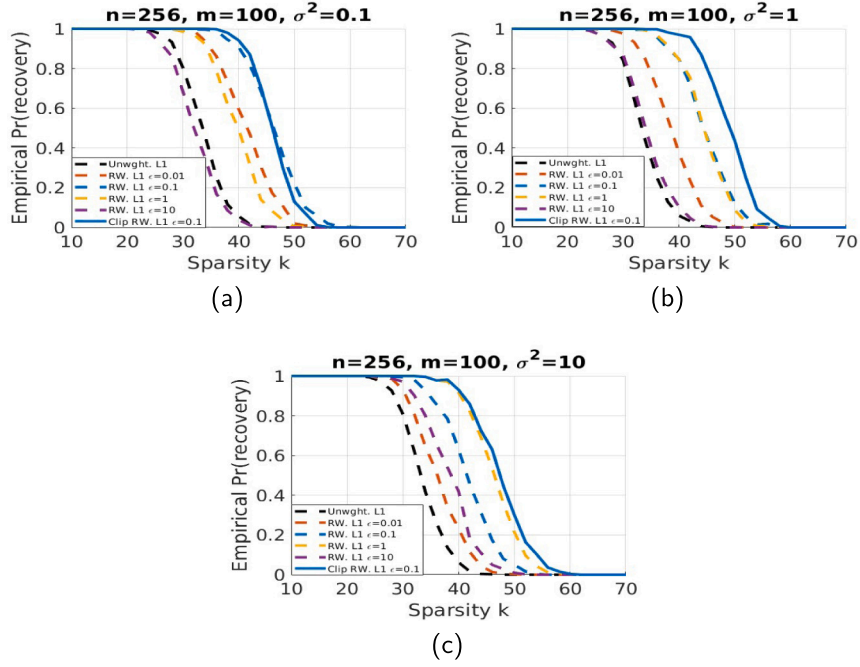 n=256, m=100, σ²=0.1
Empirical Pr(recovery)
1
0.8
0.6
0.4
0.2
0
Unwght. L1
RW. L1 ϵ=0.01
RW. L1 ϵ=0.1
RW. L1 ϵ=1
RW. L1 ϵ=10
Clip RW. L1 ϵ=0.1
10 20 30 40 50 60 70
Sparsity k
(a)
n=256, m=100, σ²=1
Empirical Pr(recovery)
1
0.8
0.6
0.4
0.2
0
Unwght. L1
RW. L1 ϵ=0.01
RW. L1 ϵ=0.1
RW. L1 ϵ=1
RW. L1 ϵ=10
Clip RW. L1 ϵ=0.1
10 20 30 40 50 60 70
Sparsity k
(b)
n=256, m=100, σ²=10
Empirical Pr(recovery)
1
0.8
0.6
0.4
0.2
0
Unwght. L1
RW. L1 ϵ=0.01
RW. L1 ϵ=0.1
RW. L1 ϵ=1
RW. L1 ϵ=10
Clip RW. L1 ϵ=0.1
10 20 30 40 50 60 70
Sparsity k
(c)